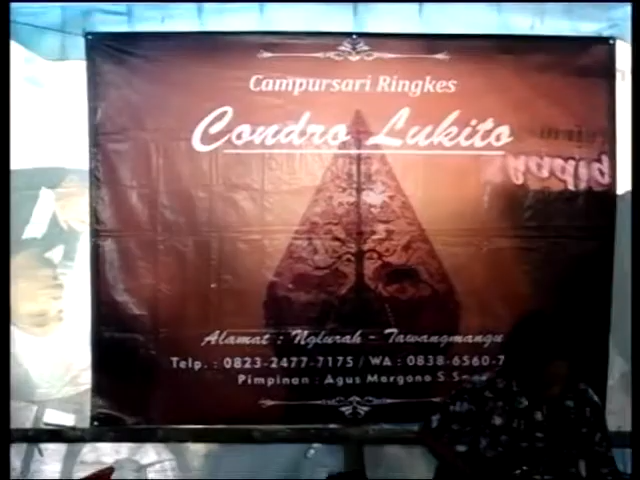 Campursari Ringkes
Condro Lukito
Alamat : Nglurah - Tawangmangu
Telp. : 0823-2477-7175 / WA : 0838-6560-7
Pimpinan : Agus Margono S.S